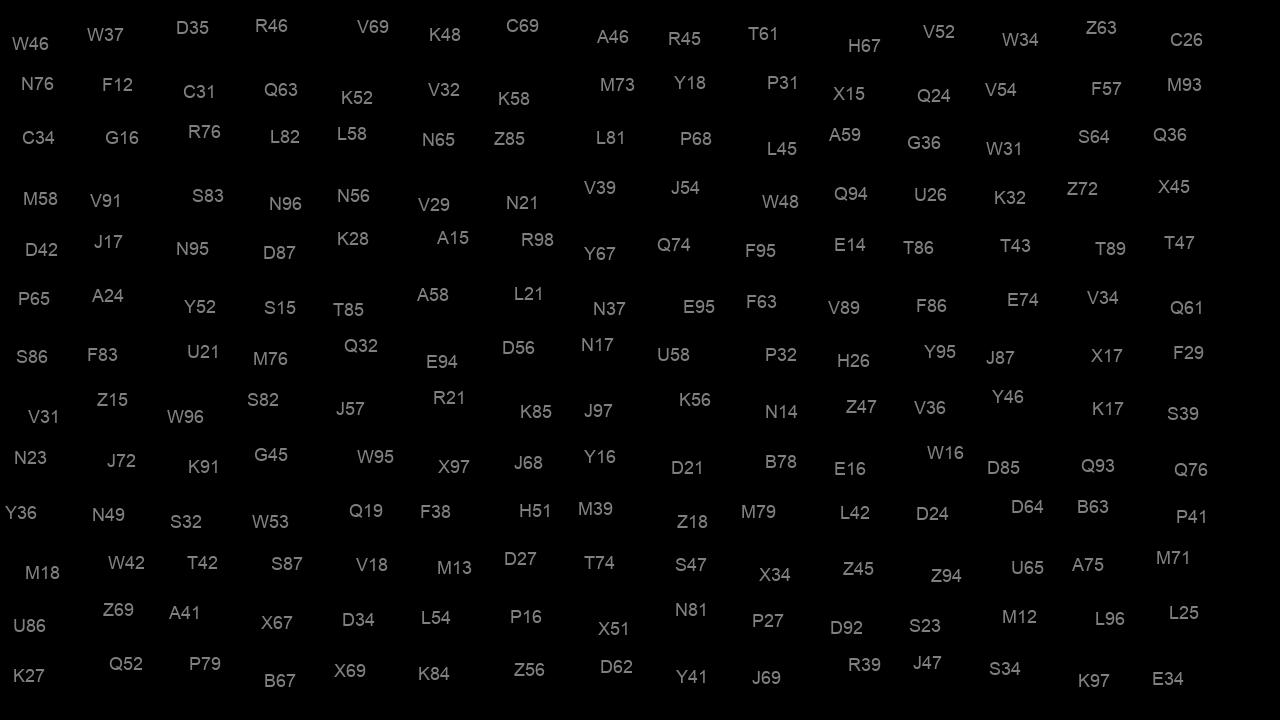 W46 W37 D35 R46 V69 K48 C69 A46 R45 T61 H67 V52 W34 Z63 C26
N76 F12 C31 Q63 K52 V32 K58 M73 Y18 P31 X15 Q24 V54 F57 M93
C34 G16 R76 L82 L58 N65 Z85 L81 P68 L45 A59 G36 W31 S64 Q36
M58 V91 S83 N96 N56 V29 N21 V39 J54 W48 Q94 U26 K32 Z72 X45
D42 J17 N95 D87 K28 A15 R98 Y67 Q74 F95 E14 T86 T43 T89 T47
P65 A24 Y52 S15 T85 A58 L21 N37 E95 F63 V89 F86 E74 V34 Q61
S86 F83 U21 M76 Q32 E94 D56 N17 U58 P32 H26 Y95 J87 X17 F29
V31 Z15 W96 S82 J57 R21 K85 J97 K56 N14 Z47 V36 Y46 K17 S39
N23 J72 K91 G45 W95 X97 J68 Y16 D21 B78 E16 W16 D85 Q93 Q76
Y36 N49 S32 W53 Q19 F38 H51 M39 Z18 M79 L42 D24 D64 B63 P41
M18 W42 T42 S87 V18 M13 D27 T74 S47 X34 Z45 Z94 U65 A75 M71
U86 Z69 A41 X67 D34 L54 P16 X51 N81 P27 D92 S23 M12 L96 L25
K27 Q52 P79 B67 X69 K84 Z56 D62 Y41 J69 R39 J47 S34 K97 E34